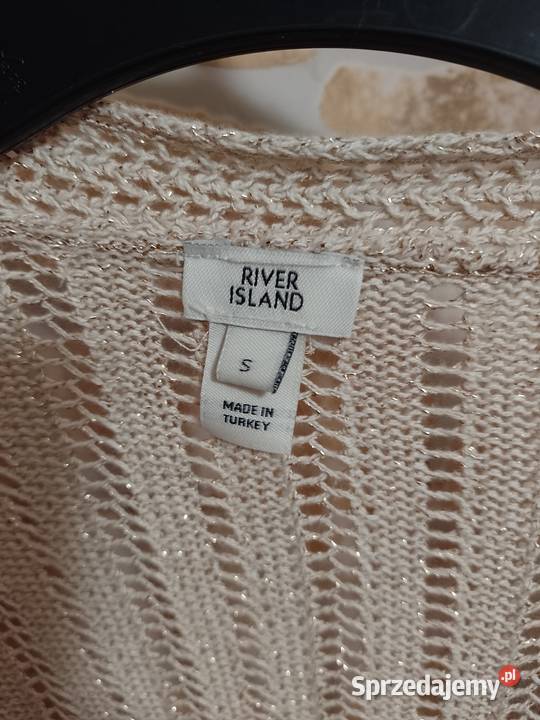 RIVER
ISLAND
S
MADE IN
TURKEY
Sprzedajemy.pl